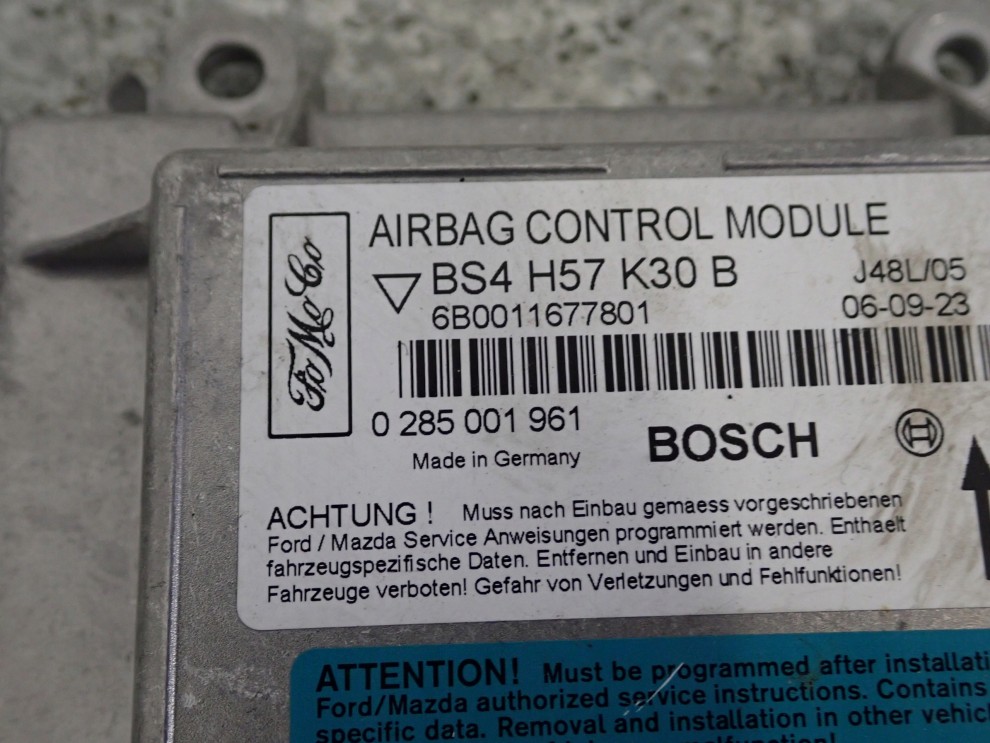 FoMoCo
AIRBAG CONTROL MODULE
BS4 H57 K30 B
J48L/05
6B0011677801
06-09-23
0 285 001 961
BOSCH
Made in Germany
ACHTUNG ! Muss nach Einbau gemaess vorgeschriebenen
Ford / Mazda Service Anweisungen programmiert werden. Enthaelt
fahrzeugspezifische Daten. Entfernen und Einbau in andere
Fahrzeuge verboten! Gefahr von Verletzungen und Fehlfunktionen!
ATTENTION! Must be programmed after installati
Ford/Mazda authorized service instructions. Contains
specific data. Removal and installation in other vehic